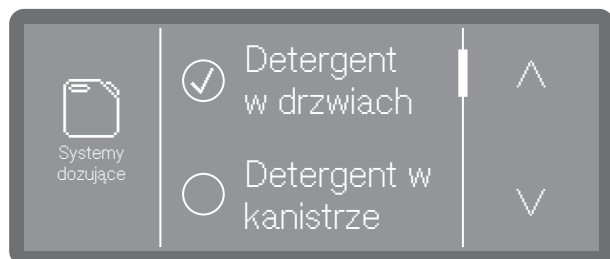 Systemy
dozujące
Detergent
w drzwiach
Detergent w
kanistrze